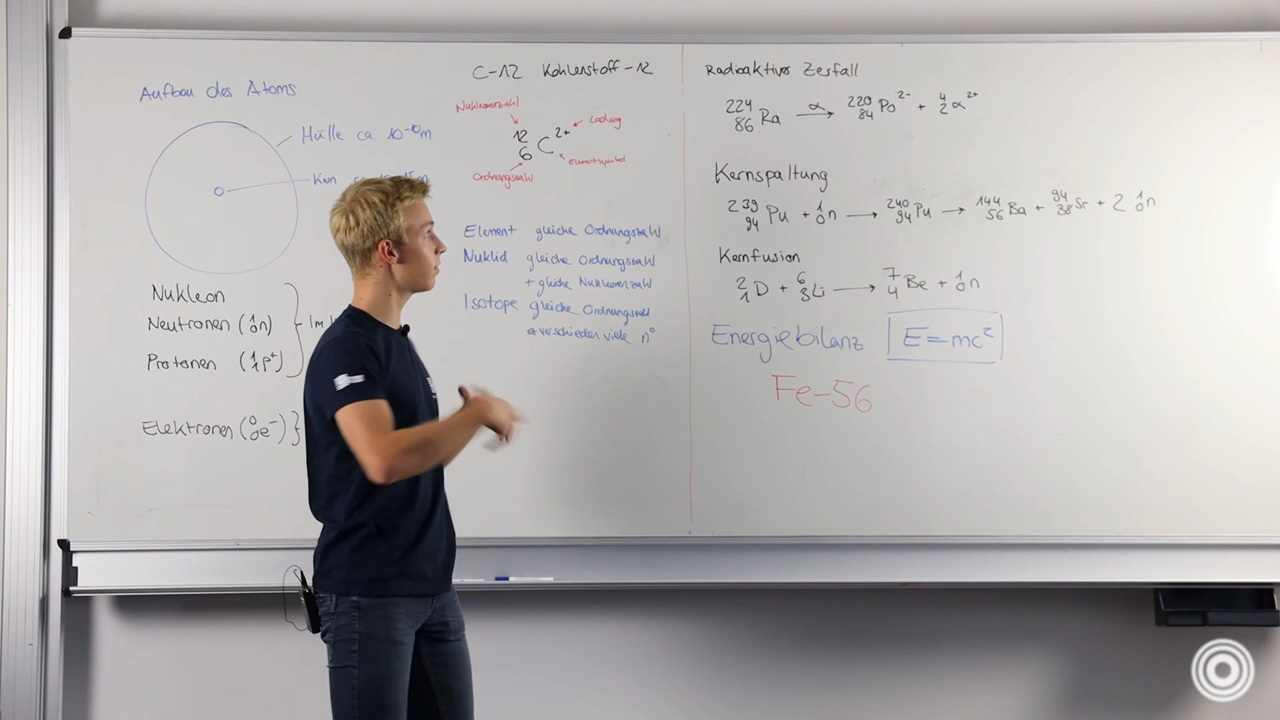 Aufbau des Atoms
Hülle ca. 10⁻¹⁰m
Kern
Nukleon
Neutronen (¹₀n)
Protonen (¹₁p⁺)
Im
Elektronen (⁰₀e⁻)
C-12 Kohlenstoff-12
Nukleonenzahl
¹²₆C²⁺
Ladung
Elementsymbol
Ordnungszahl
Element gleiche Ordnungszahl
Nuklid gleiche Ordnungszahl
+ gleiche Nukleonenzahl
Isotope gleiche Ordnungszahl
verschieden viele n⁰
Radioaktiver Zerfall
²²⁴₈₆Ra —α→ ²²⁰₈₄Po²⁻ + ⁴₂α²⁺
Kernspaltung
²³⁹₉₄Pu + ¹₀n → ²⁴⁰₉₄Pu → ¹⁴⁴₅₆Ba + ⁹⁴₃₈Sr + 2 ¹₀n
Kernfusion
²₁D + ⁶₃Li → ⁷₄Be + ¹₀n
Energiebilanz E=mc²
Fe-56